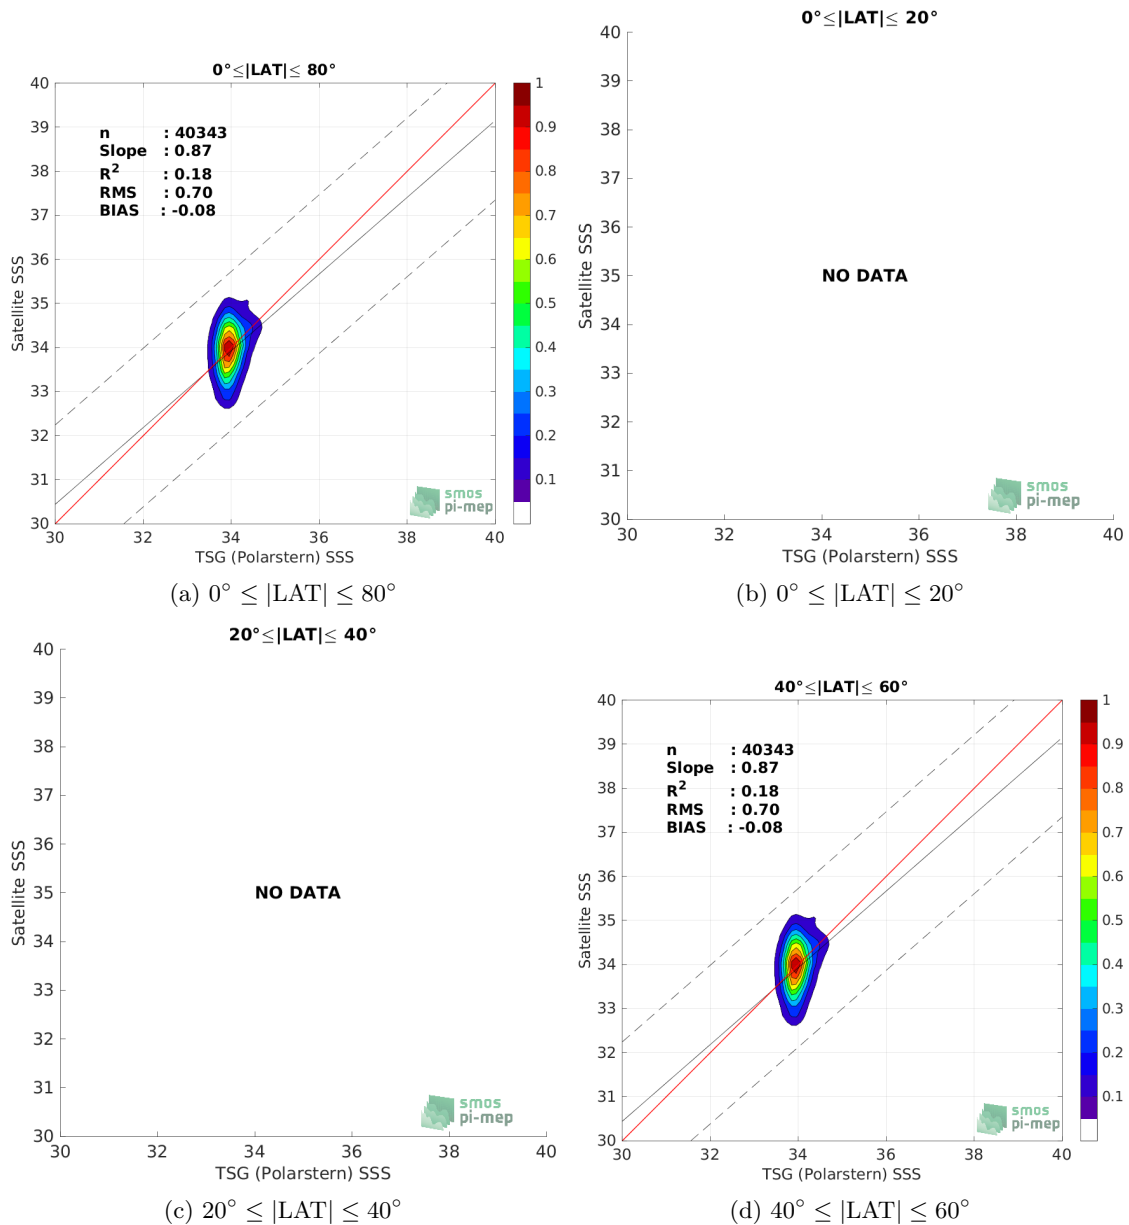 0°≤|LAT|≤ 80°
40
39
38
37
36
35
34
33
32
31
30
Satellite SSS
n : 40343
Slope : 0.87
R² : 0.18
RMS : 0.70
BIAS : -0.08
smos
pi-mep
30 32 34 36 38 40
TSG (Polarstern) SSS
1
0.9
0.8
0.7
0.6
0.5
0.4
0.3
0.2
0.1
(a) 0° ≤ |LAT| ≤ 80°
0°≤|LAT|≤ 20°
40
39
38
37
36
35
34
33
32
31
30
Satellite SSS
NO DATA
smos
pi-mep
30 32 34 36 38 40
TSG (Polarstern) SSS
(b) 0° ≤ |LAT| ≤ 20°
20°≤|LAT|≤ 40°
40
39
38
37
36
35
34
33
32
31
30
Satellite SSS
NO DATA
smos
pi-mep
30 32 34 36 38 40
TSG (Polarstern) SSS
(c) 20° ≤ |LAT| ≤ 40°
40°≤|LAT|≤ 60°
40
39
38
37
36
35
34
33
32
31
30
Satellite SSS
n : 40343
Slope : 0.87
R² : 0.18
RMS : 0.70
BIAS : -0.08
smos
pi-mep
30 32 34 36 38 40
TSG (Polarstern) SSS
1
0.9
0.8
0.7
0.6
0.5
0.4
0.3
0.2
0.1
(d) 40° ≤ |LAT| ≤ 60°